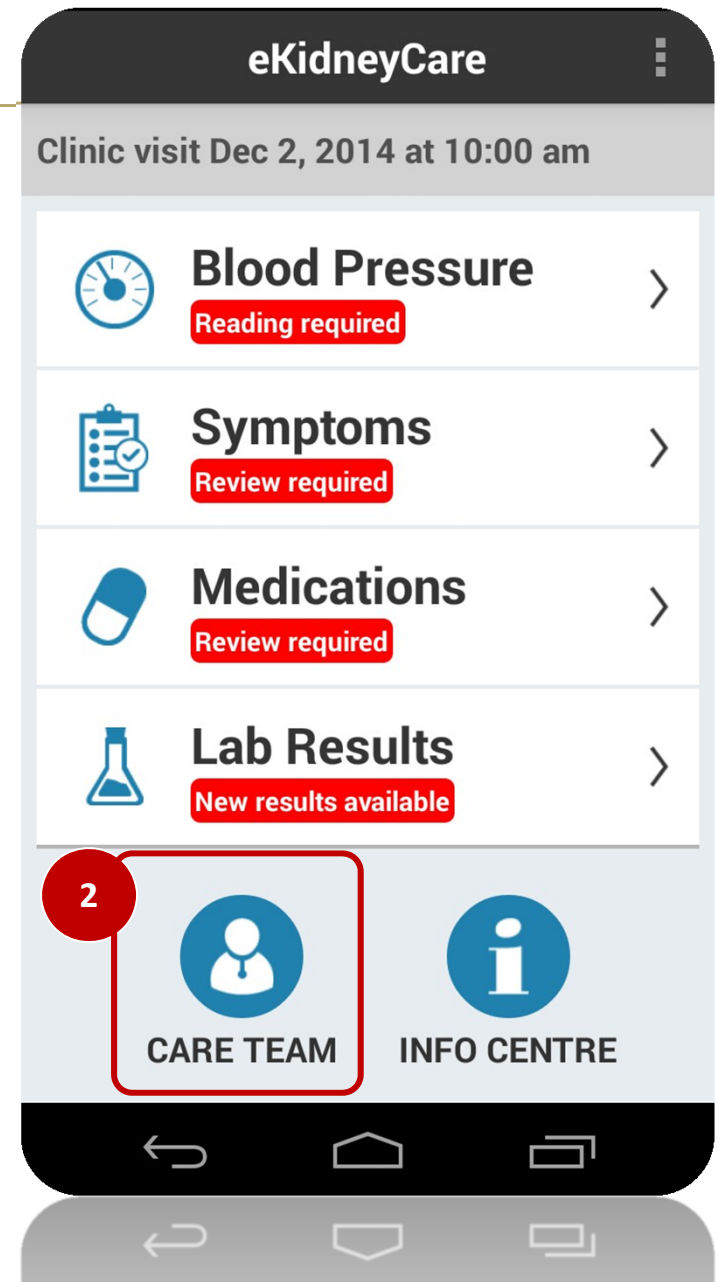 eKidneyCare
Clinic visit Dec 2, 2014 at 10:00 am
Blood Pressure
Reading required
Symptoms
Review required
Medications
Review required
Lab Results
New results available
2
CARE TEAM
INFO CENTRE